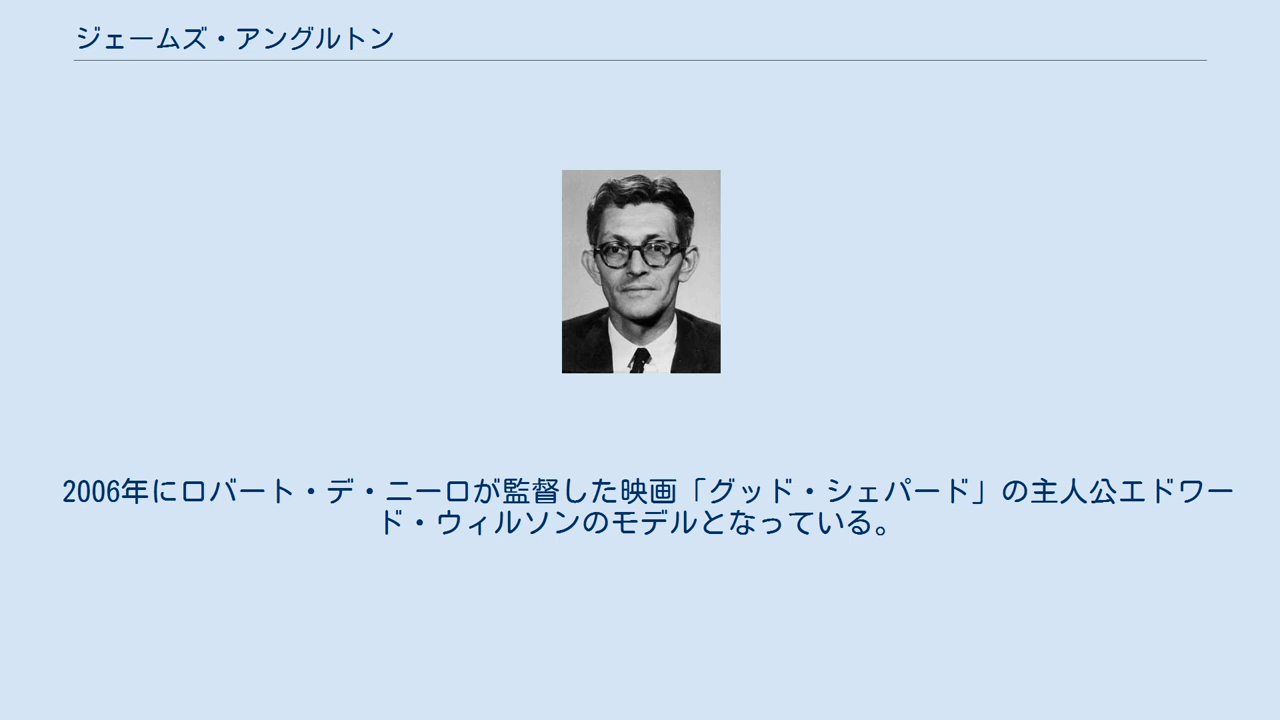 ジェームズ・アングルトン
2006年にロバート・デ・ニーロが監督した映画「グッド・シェパード」の主人公エドワー
ド・ウィルソンのモデルとなっている。